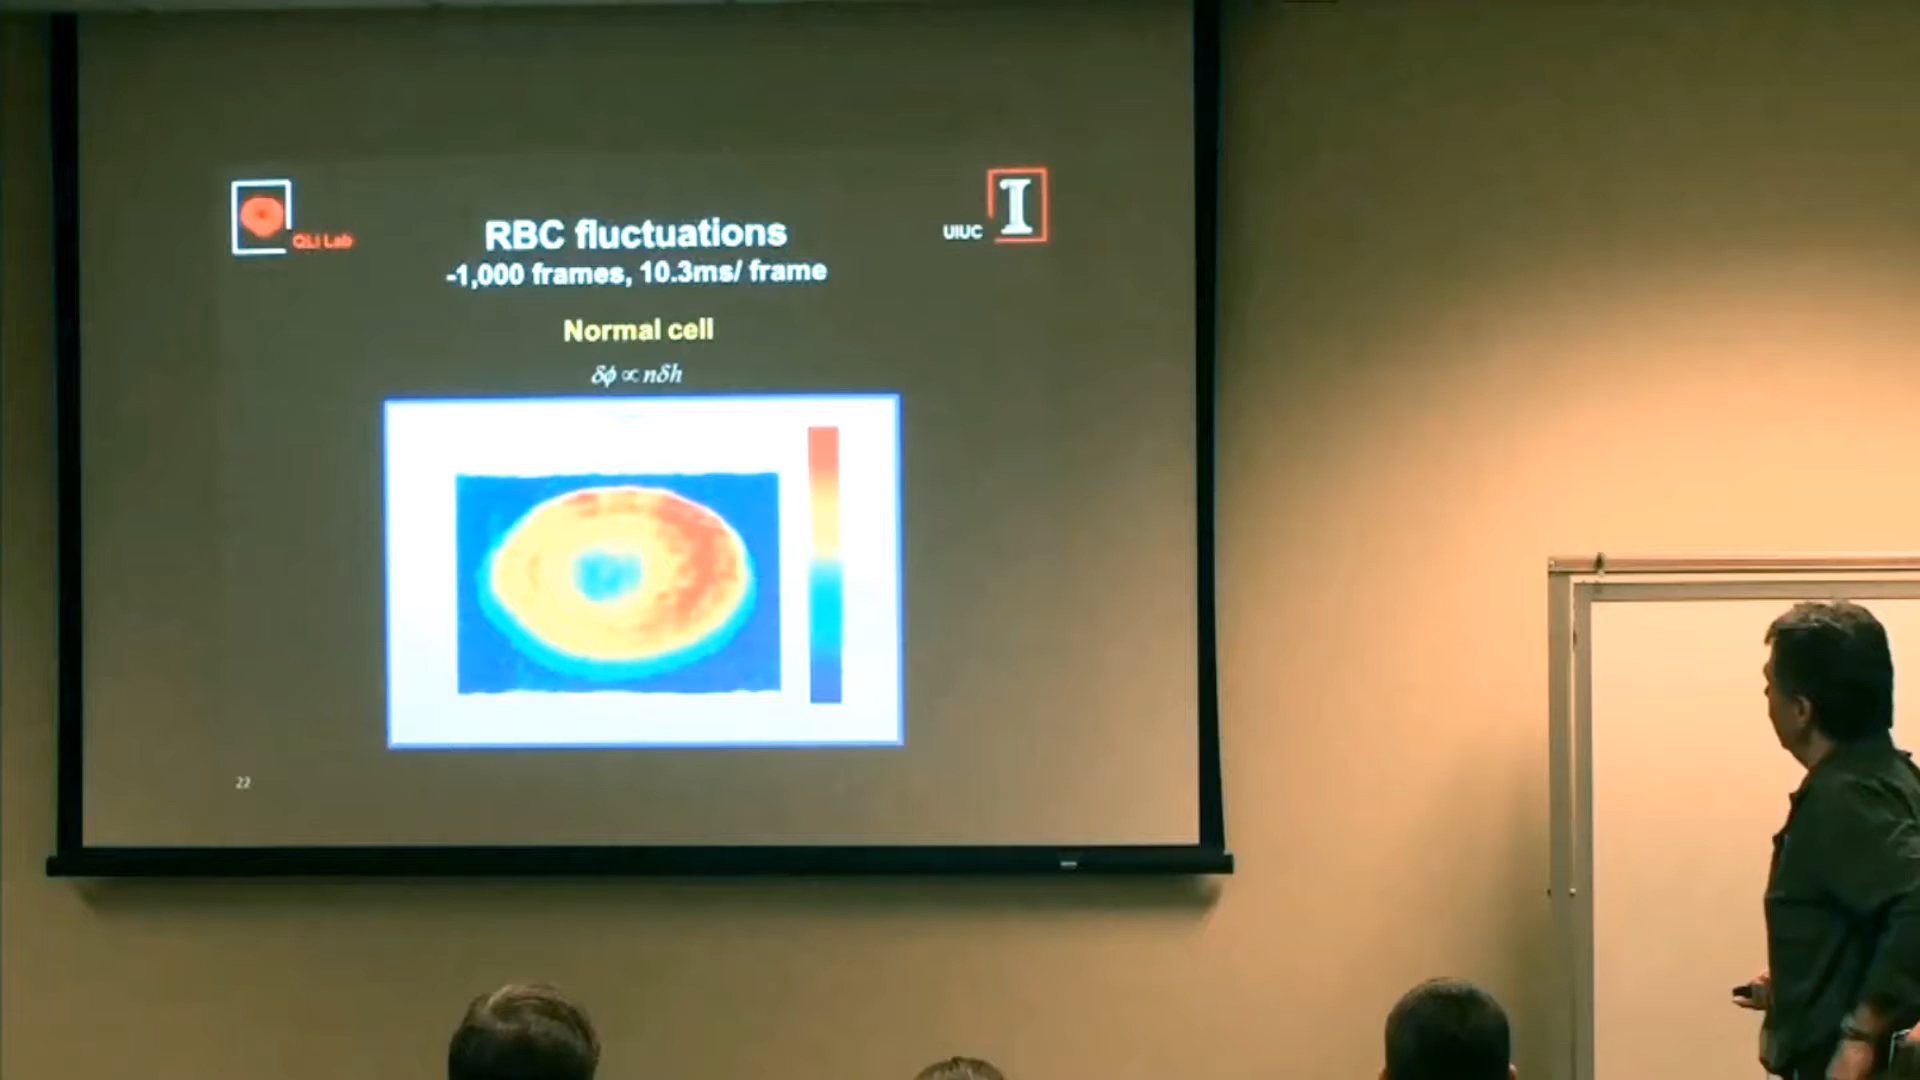 QLI Lab
UIUC
I
RBC fluctuations
-1,000 frames, 10.3ms/ frame
Normal cell
δϕ ∝ nδh
22